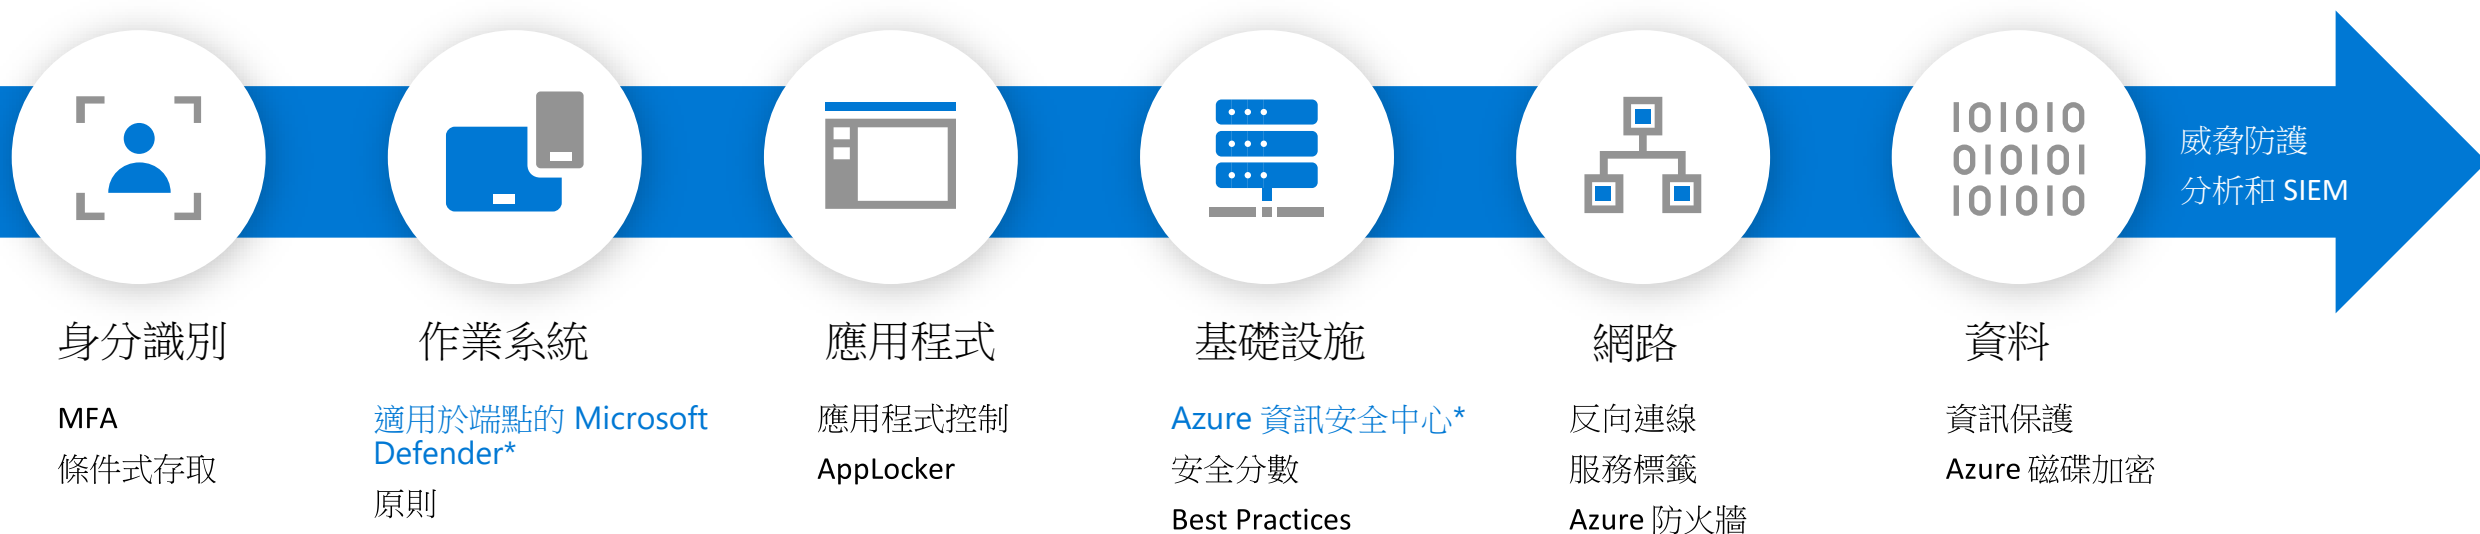 威脅防護
分析和 SIEM
身分識別
MFA
條件式存取
作業系統
適用於端點的 Microsoft
Defender*
原則
應用程式
應用程式控制
AppLocker
基礎設施
Azure 資訊安全中心*
安全分數
Best Practices
網路
反向連線
服務標籤
Azure 防火牆
資料
資訊保護
Azure 磁碟加密
101010
010101
101010